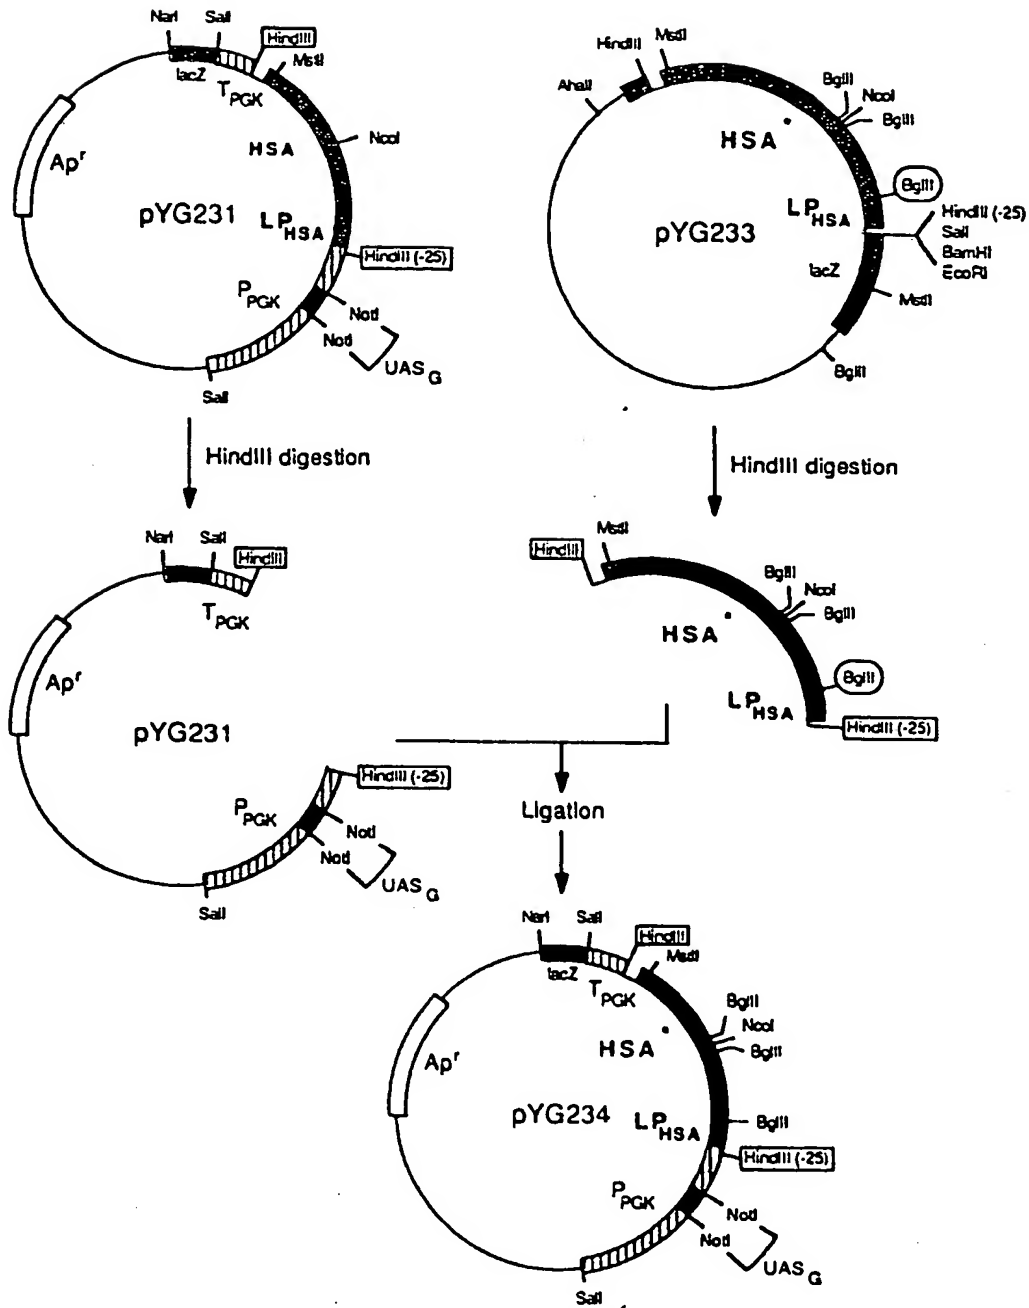 NarI SalI HindIII
MstII
lacZ
T PGK
NcoI
HSA
Ap r
pYG231
LP HSA
HindIII (-25)
P PGK
NotI
NotI
UAS G
SalI
HindIII MstII
AhaII
BglII
NcoI
BglII
HSA
BglII
LP HSA
HindIII (-25)
SalI
BamHI
EcoRI
pYG233
lacZ
MstII
BglII
HindIII digestion
HindIII digestion
NarI SalI HindIII
T PGK
Ap r
pYG231
HindIII (-25)
P PGK
NotI
NotI
UAS G
SalI
MstII
HindIII
BglII
NcoI
BglII
HSA
BglII
LP HSA
HindIII (-25)
Ligation
NarI SalI HindIII
MstII
lacZ
T PGK
BglII
NcoI
BglII
HSA
Ap r
pYG234
BglII
LP HSA
HindIII (-25)
P PGK
NotI
NotI
UAS G
SalI